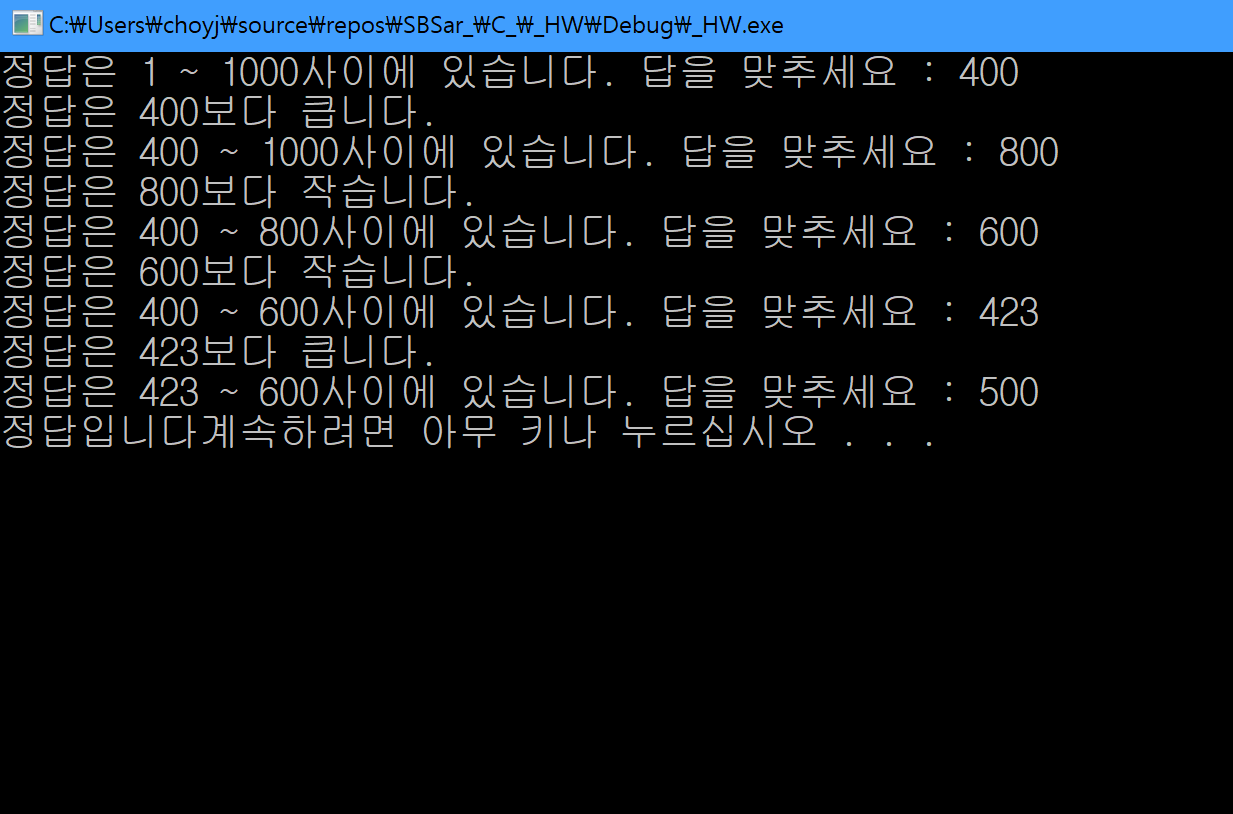 C:₩Users₩choyj₩source₩repos₩SBSar_₩C_₩_HW₩Debug₩_HW.exe
정답은 1 ~ 1000사이에 있습니다. 답을 맞추세요 : 400
정답은 400보다 큽니다.
정답은 400 ~ 1000사이에 있습니다. 답을 맞추세요 : 800
정답은 800보다 작습니다.
정답은 400 ~ 800사이에 있습니다. 답을 맞추세요 : 600
정답은 600보다 작습니다.
정답은 400 ~ 600사이에 있습니다. 답을 맞추세요 : 423
정답은 423보다 큽니다.
정답은 423 ~ 600사이에 있습니다. 답을 맞추세요 : 500
정답입니다계속하려면 아무 키나 누르십시오 . . .